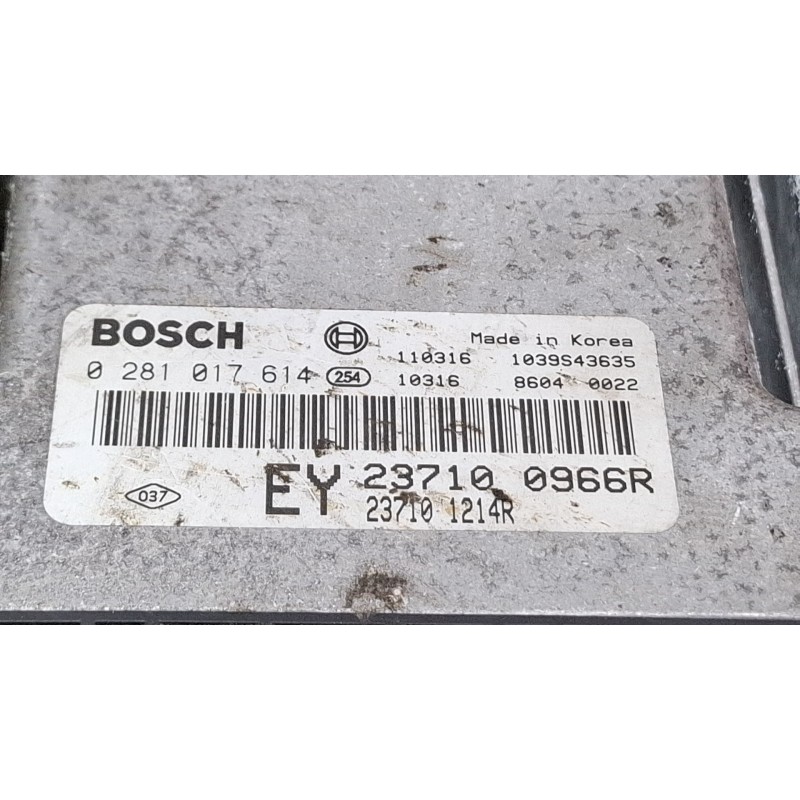 BOSCH Made in Korea
110316 1039S43635
0 281 017 614 254 10316 8604 0022
EY 23710 0966R
037 23710 1214R